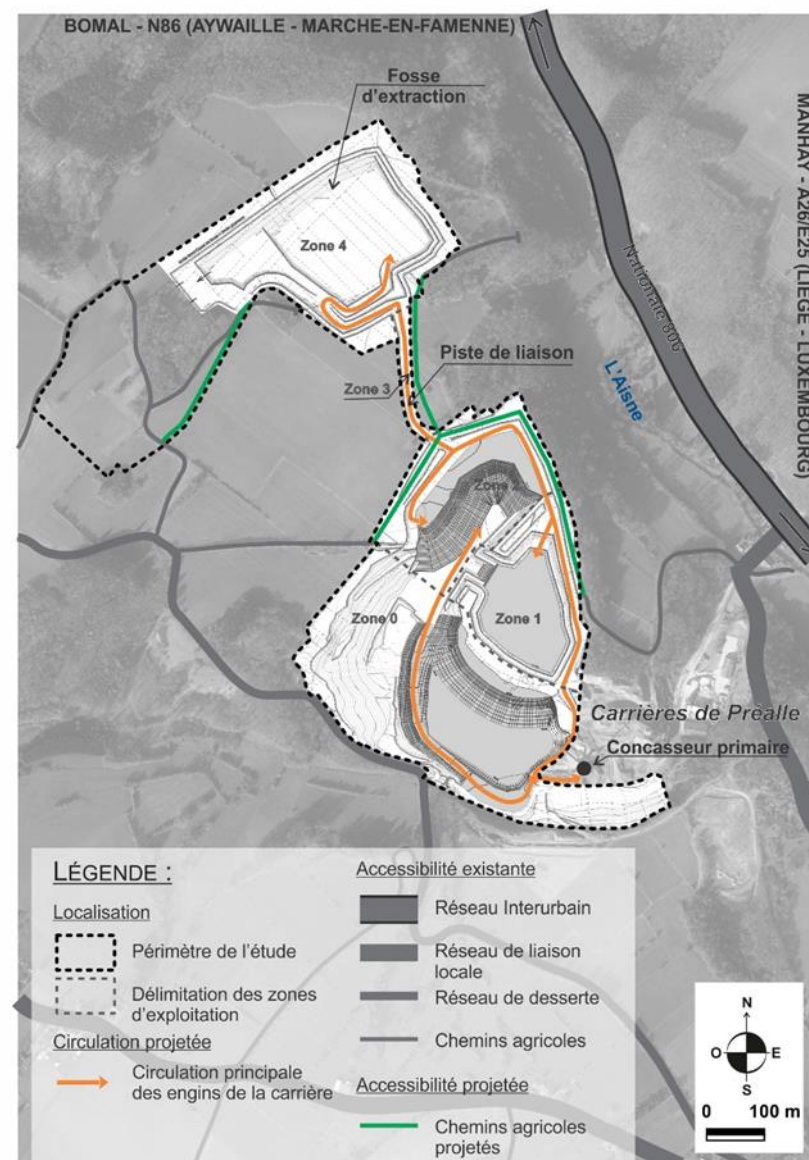 BOMAL - N86 (AYWAILLE - MARCHE-EN-FAMENNE)
MANHAY - A26/E25 (LIEGE - LUXEMBOURG)
Fosse
d'extraction
Zone 4
Nationale 806
L'Aisne
Piste de liaison
Zone 3
Zone 2
Zone 0
Zone 1
Carrières de Préalle
Concasseur primaire
LÉGENDE :
Localisation
Périmètre de l'étude
Délimitation des zones
d'exploitation
Circulation projetée
Circulation principale
des engins de la carrière
Accessibilité existante
Réseau Interurbain
Réseau de liaison
locale
Réseau de desserte
Chemins agricoles
Accessibilité projetée
Chemins agricoles
projetés
N
O
E
S
0 100 m